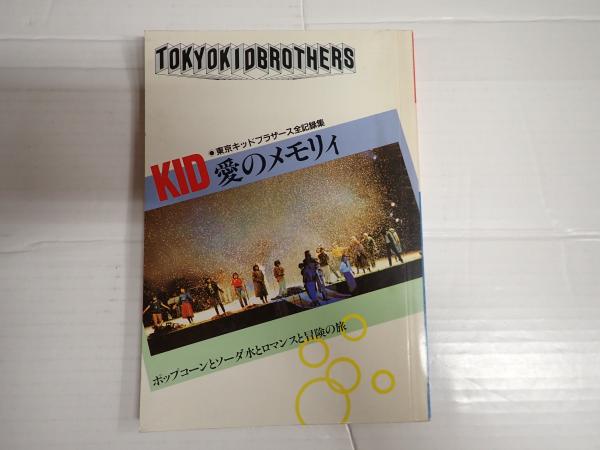 TOKYOKIDBROTHERS
●東京キッドブラザース全記録集
KID 愛のメモリィ
ポップコーンとソーダ水とロマンスと冒険の旅